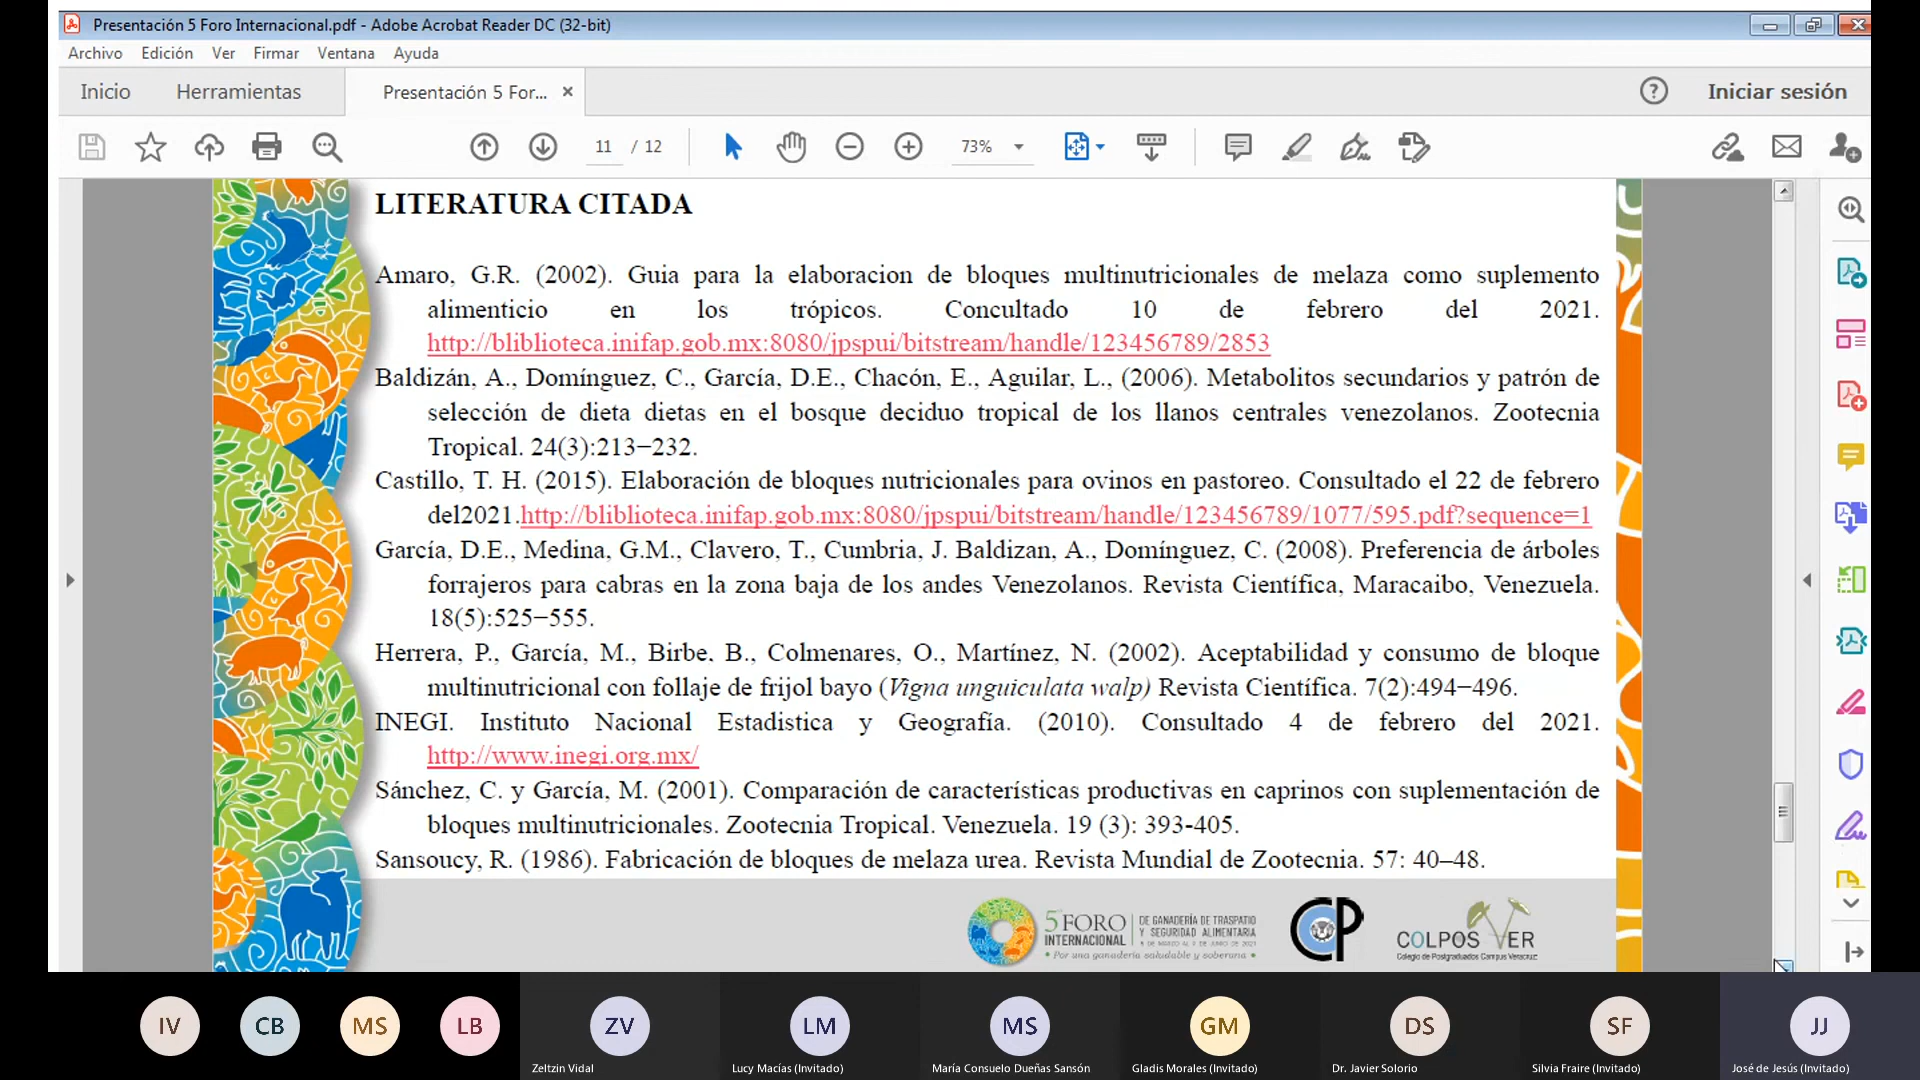 Presentación 5 Foro Internacional.pdf - Adobe Acrobat Reader DC (32-bit)
Archivo Edición Ver Firmar Ventana Ayuda
Inicio Herramientas Presentación 5 For... × Iniciar sesión
11 / 12 73%
LITERATURA CITADA
Amaro, G.R. (2002). Guia para la elaboracion de bloques multinutricionales de melaza como suplemento
alimenticio en los trópicos. Concultado 10 de febrero del 2021.
http://bliblioteca.inifap.gob.mx:8080/jpspui/bitstream/handle/123456789/2853
Baldizán, A., Domínguez, C., García, D.E., Chacón, E., Aguilar, L., (2006). Metabolitos secundarios y patrón de
selección de dieta dietas en el bosque deciduo tropical de los llanos centrales venezolanos. Zootecnia
Tropical. 24(3):213−232.
Castillo, T. H. (2015). Elaboración de bloques nutricionales para ovinos en pastoreo. Consultado el 22 de febrero
del2021.http://bliblioteca.inifap.gob.mx:8080/jpspui/bitstream/handle/123456789/1077/595.pdf?sequence=1
García, D.E., Medina, G.M., Clavero, T., Cumbria, J. Baldizan, A., Domínguez, C. (2008). Preferencia de árboles
forrajeros para cabras en la zona baja de los andes Venezolanos. Revista Científica, Maracaibo, Venezuela.
18(5):525−555.
Herrera, P., García, M., Birbe, B., Colmenares, O., Martínez, N. (2002). Aceptabilidad y consumo de bloque
multinutricional con follaje de frijol bayo (Vigna unguiculata walp) Revista Científica. 7(2):494−496.
INEGI. Instituto Nacional Estadistica y Geografía. (2010). Consultado 4 de febrero del 2021.
http://www.inegi.org.mx/
Sánchez, C. y García, M. (2001). Comparación de características productivas en caprinos con suplementación de
bloques multinutricionales. Zootecnia Tropical. Venezuela. 19 (3): 393-405.
Sansoucy, R. (1986). Fabricación de bloques de melaza urea. Revista Mundial de Zootecnia. 57: 40–48.
5° FORO INTERNACIONAL
DE GANADERÍA DE TRASPATIO
Y SEGURIDAD ALIMENTARIA
• Por una ganadería saludable y soberana •
CP
COLPOS VER
Colegio de Postgraduados Campus Veracruz
IV CB MS LB ZV LM MS GM DS SF JJ
Zeltzin Vidal
Lucy Macías (Invitado)
María Consuelo Dueñas Sansón
Gladis Morales (Invitado)
Dr. Javier Solorio
Silvia Fraire (Invitado)
José de Jesús (Invitado)